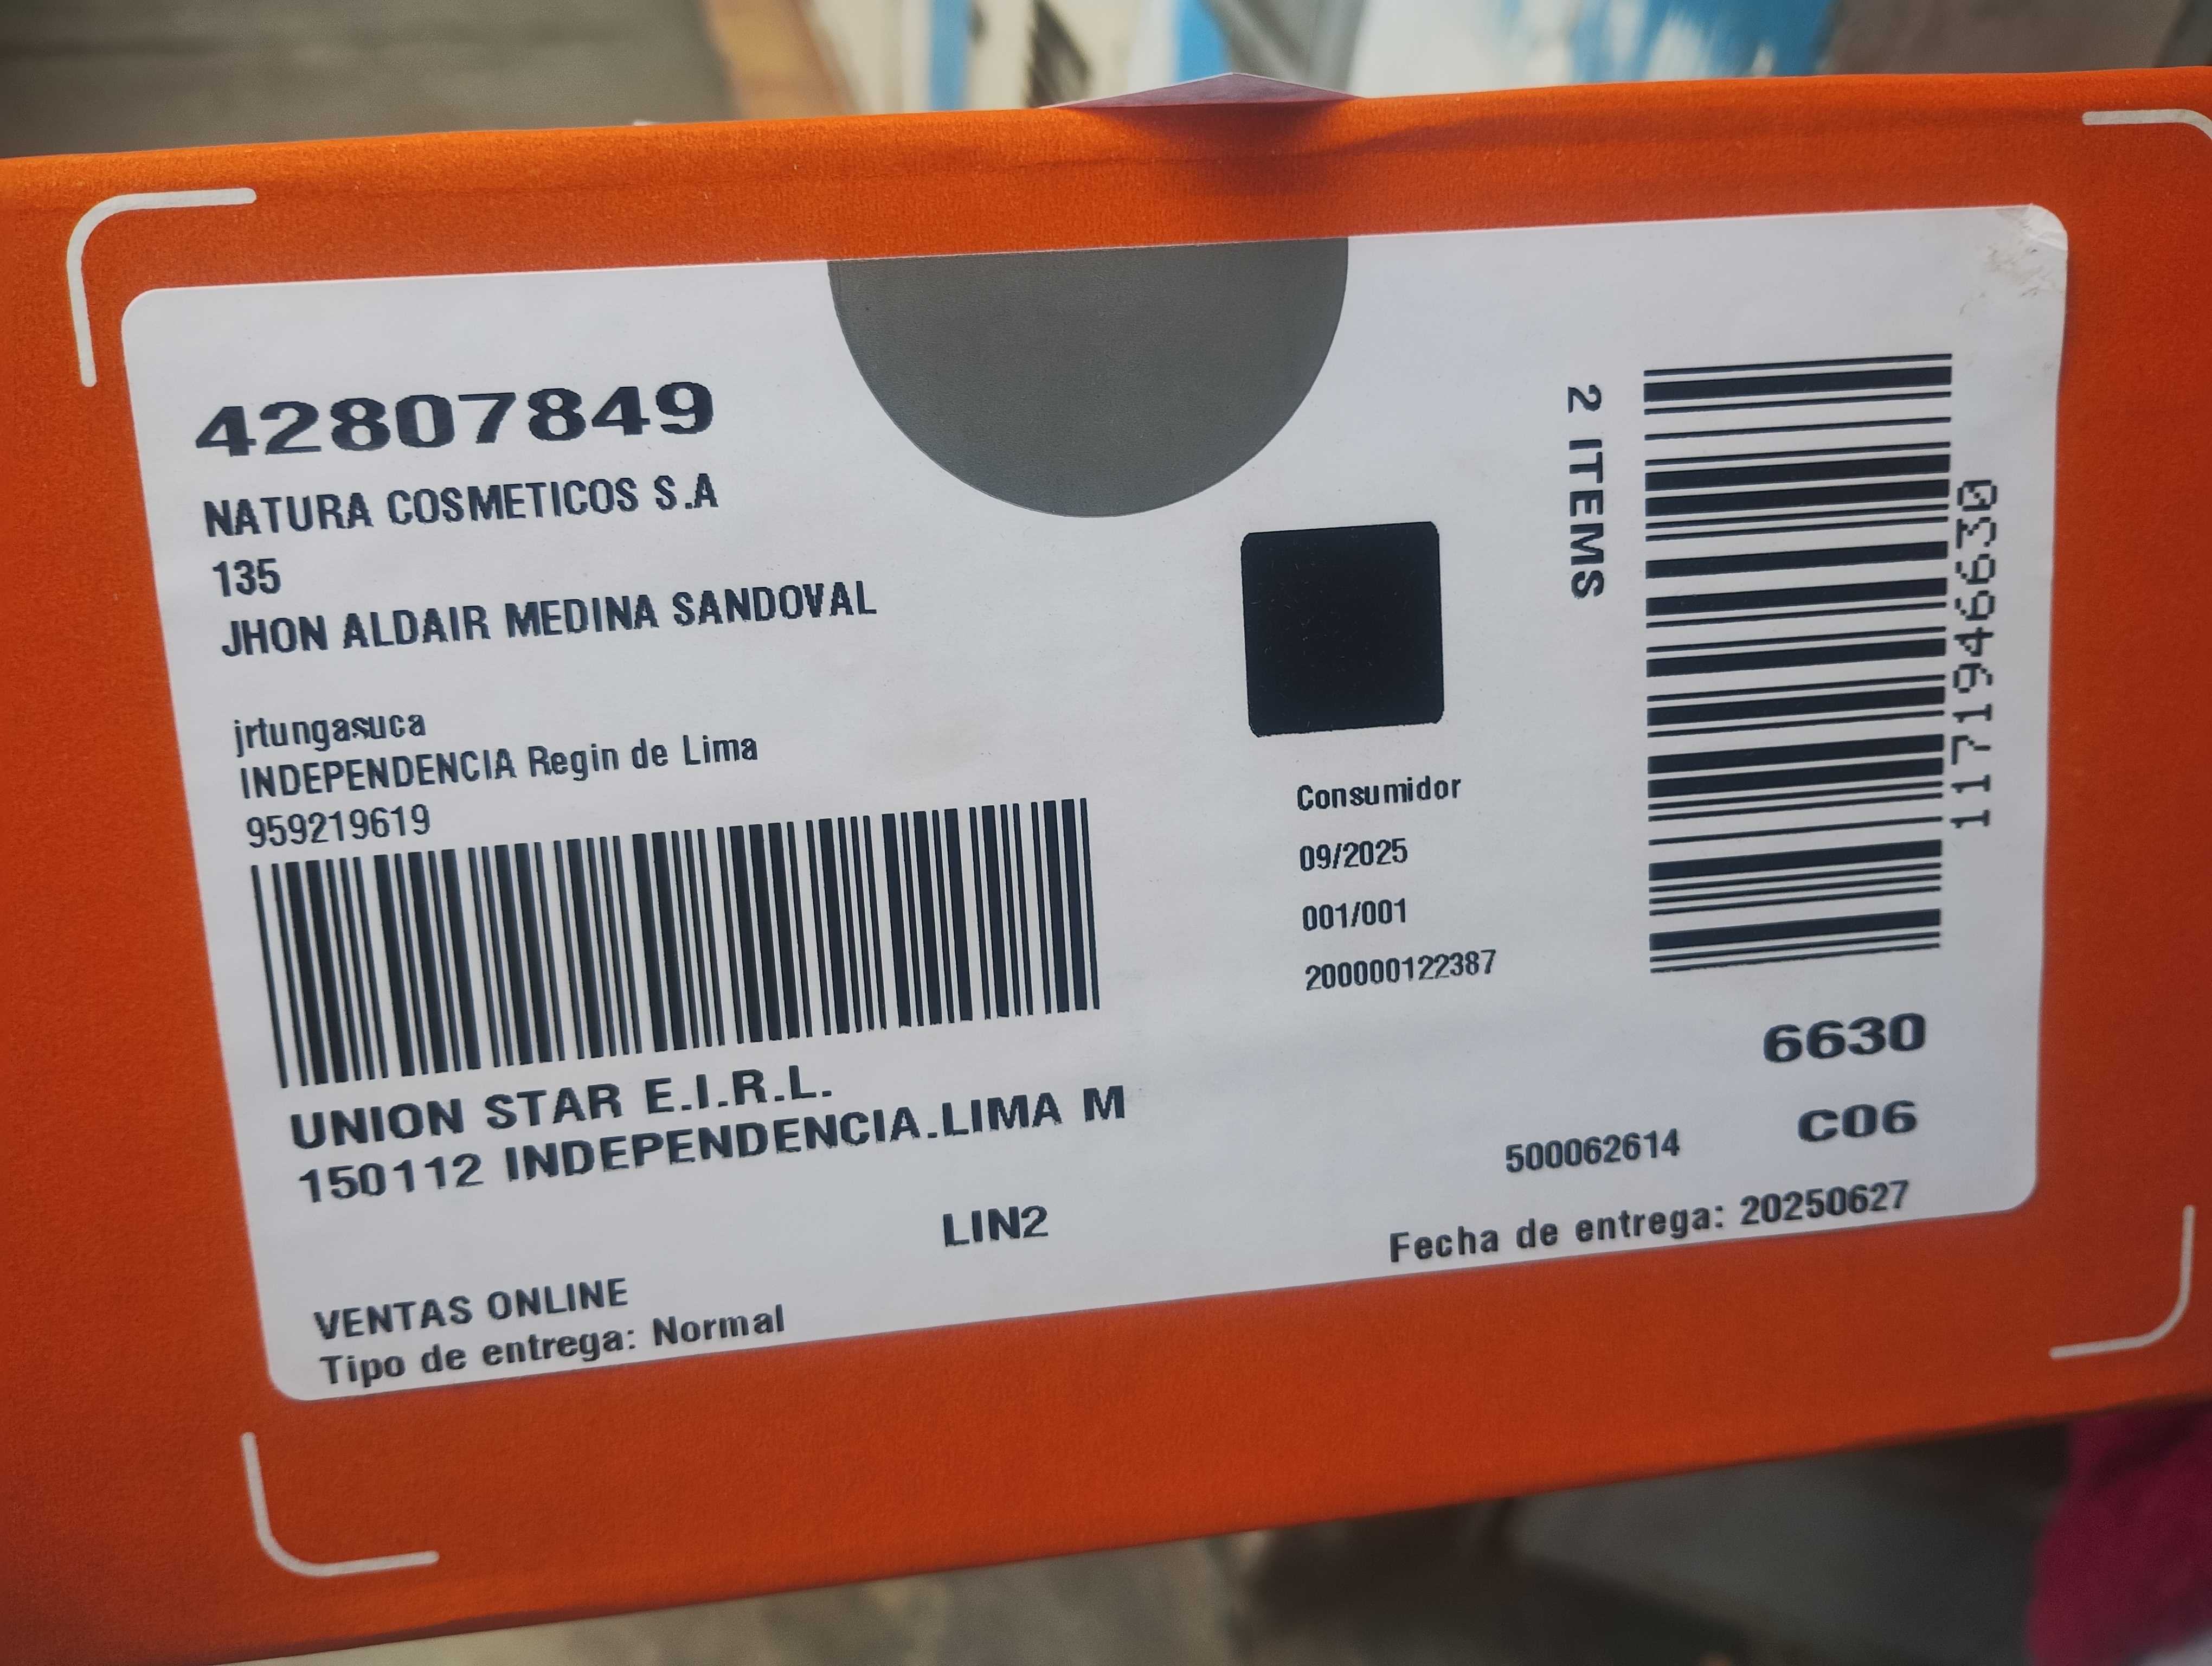 42807849
NATURA COSMETICOS S.A
135
JHON ALDAIR MEDINA SANDOVAL
jrtungasuca
INDEPENDENCIA Regin de Lima
959219619
UNION STAR E.I.R.L.
150112 INDEPENDENCIA.LIMA M
LIN2
VENTAS ONLINE
Tipo de entrega: Normal
2 ITEMS
1171946630
Consumidor
09/2025
001/001
200000122387
6630
C06
500062614
Fecha de entrega: 20250627